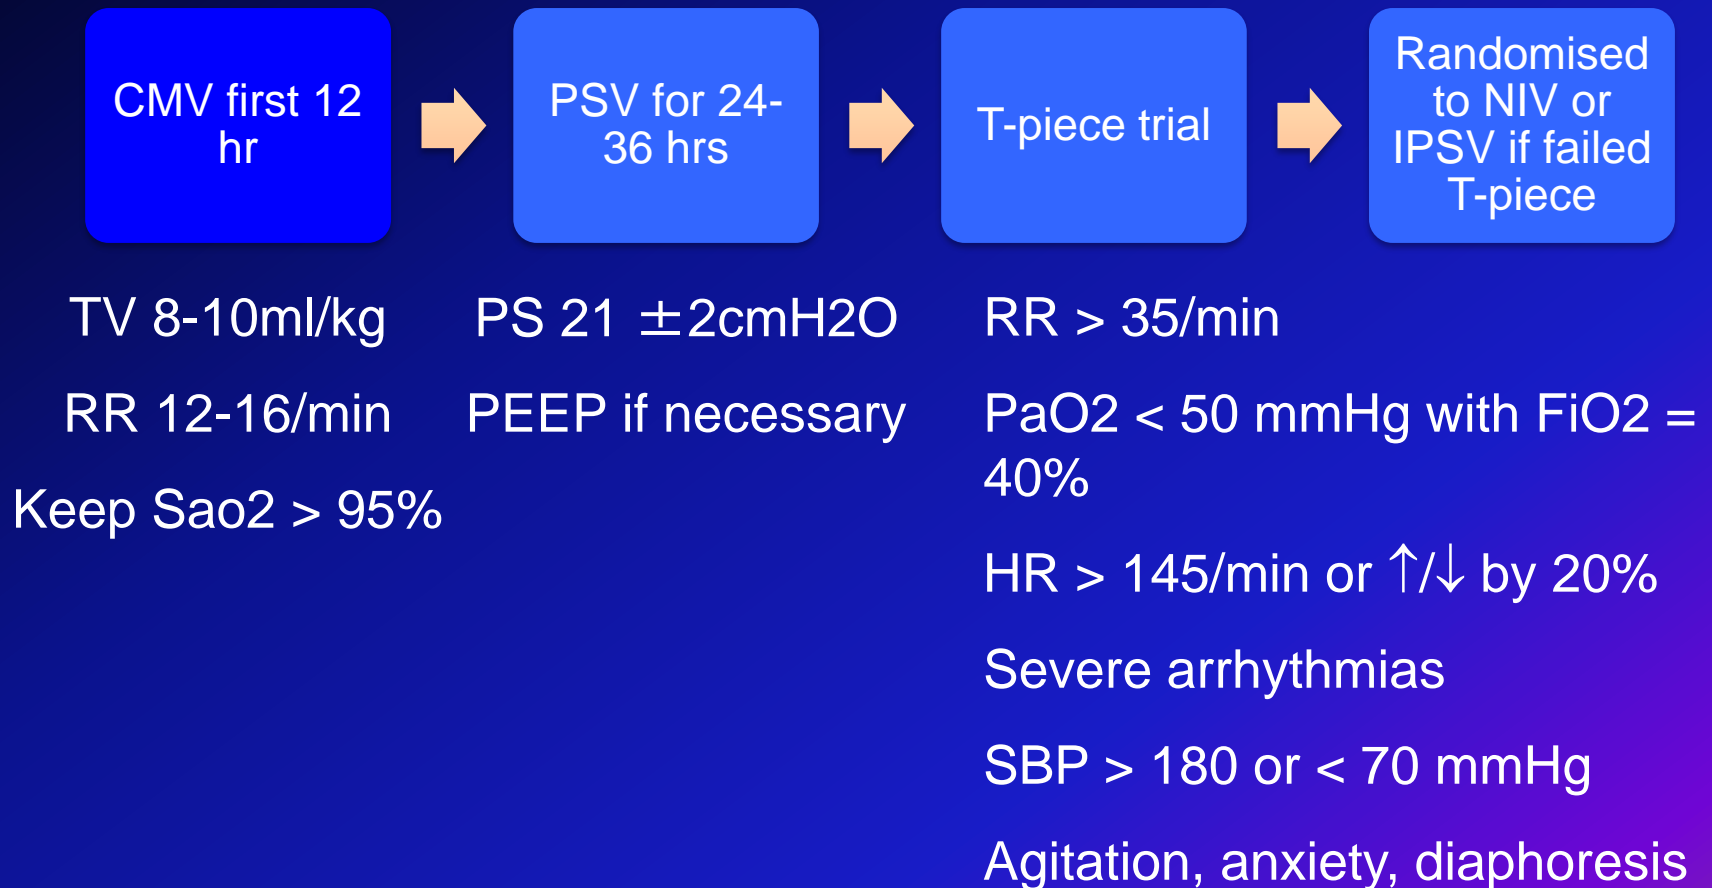 CMV first 12
hr
PSV for 24-
36 hrs
T-piece trial
Randomised
to NIV or
IPSV if failed
T-piece
TV 8-10ml/kg
RR 12-16/min
Keep Sao2 > 95%
PS 21 ±2cmH2O
PEEP if necessary
RR > 35/min
PaO2 < 50 mmHg with FiO2 =
40%
HR > 145/min or ↑/↓ by 20%
Severe arrhythmias
SBP > 180 or < 70 mmHg
Agitation, anxiety, diaphoresis